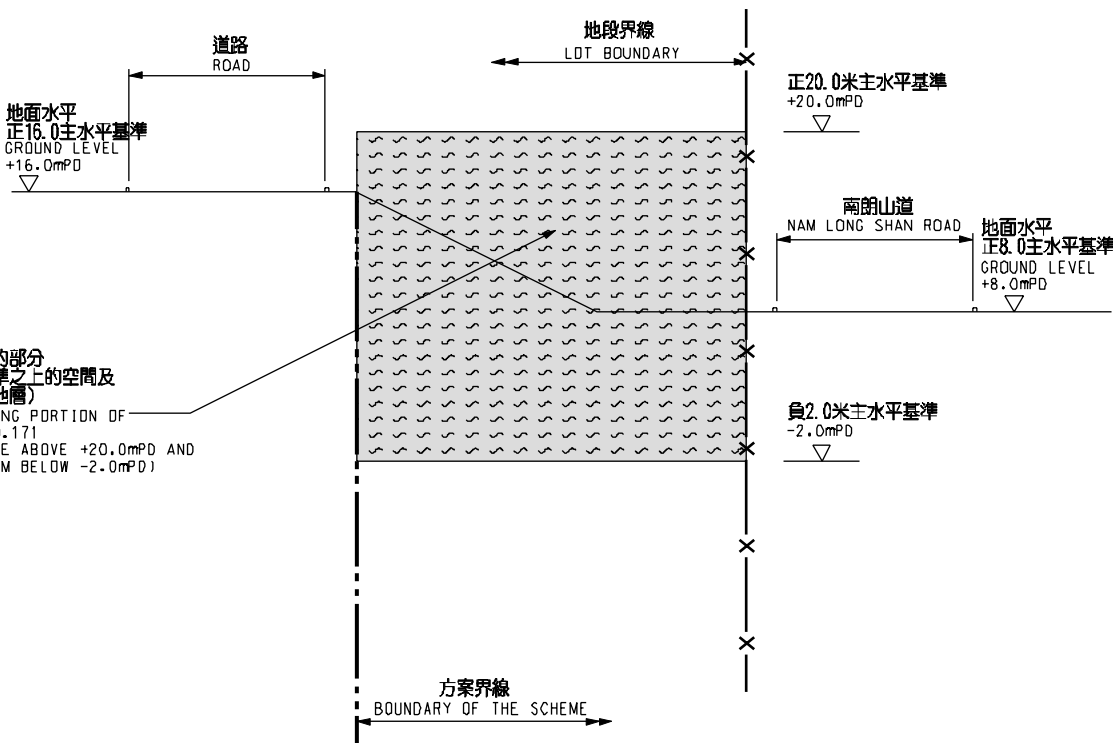 道路
ROAD
地段界線
LOT BOUNDARY
正20.0米主水平基準
+20.0mPD
地面水平
正16.0主水平基準
GROUND LEVEL
+16.0mPD
南朗山道
NAM LONG SHAN ROAD
地面水平
正8.0主水平基準
GROUND LEVEL
+8.0mPD
的部分
之上的空間及
地層)
PORTION OF
.171
ABOVE +20.0mPD AND
BELOW -2.0mPD)
負2.0米主水平基準
-2.0mPD
方案界線
BOUNDARY OF THE SCHEME